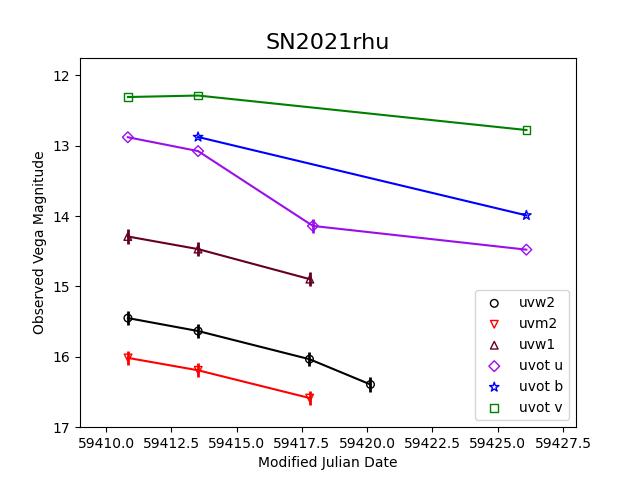 SN2021rhu
Observed Vega Magnitude
12
13
14
15
16
17
uvw2
uvm2
uvw1
uvot u
uvot b
uvot v
59410.0 59412.5 59415.0 59417.5 59420.0 59422.5 59425.0 59427.5
Modified Julian Date